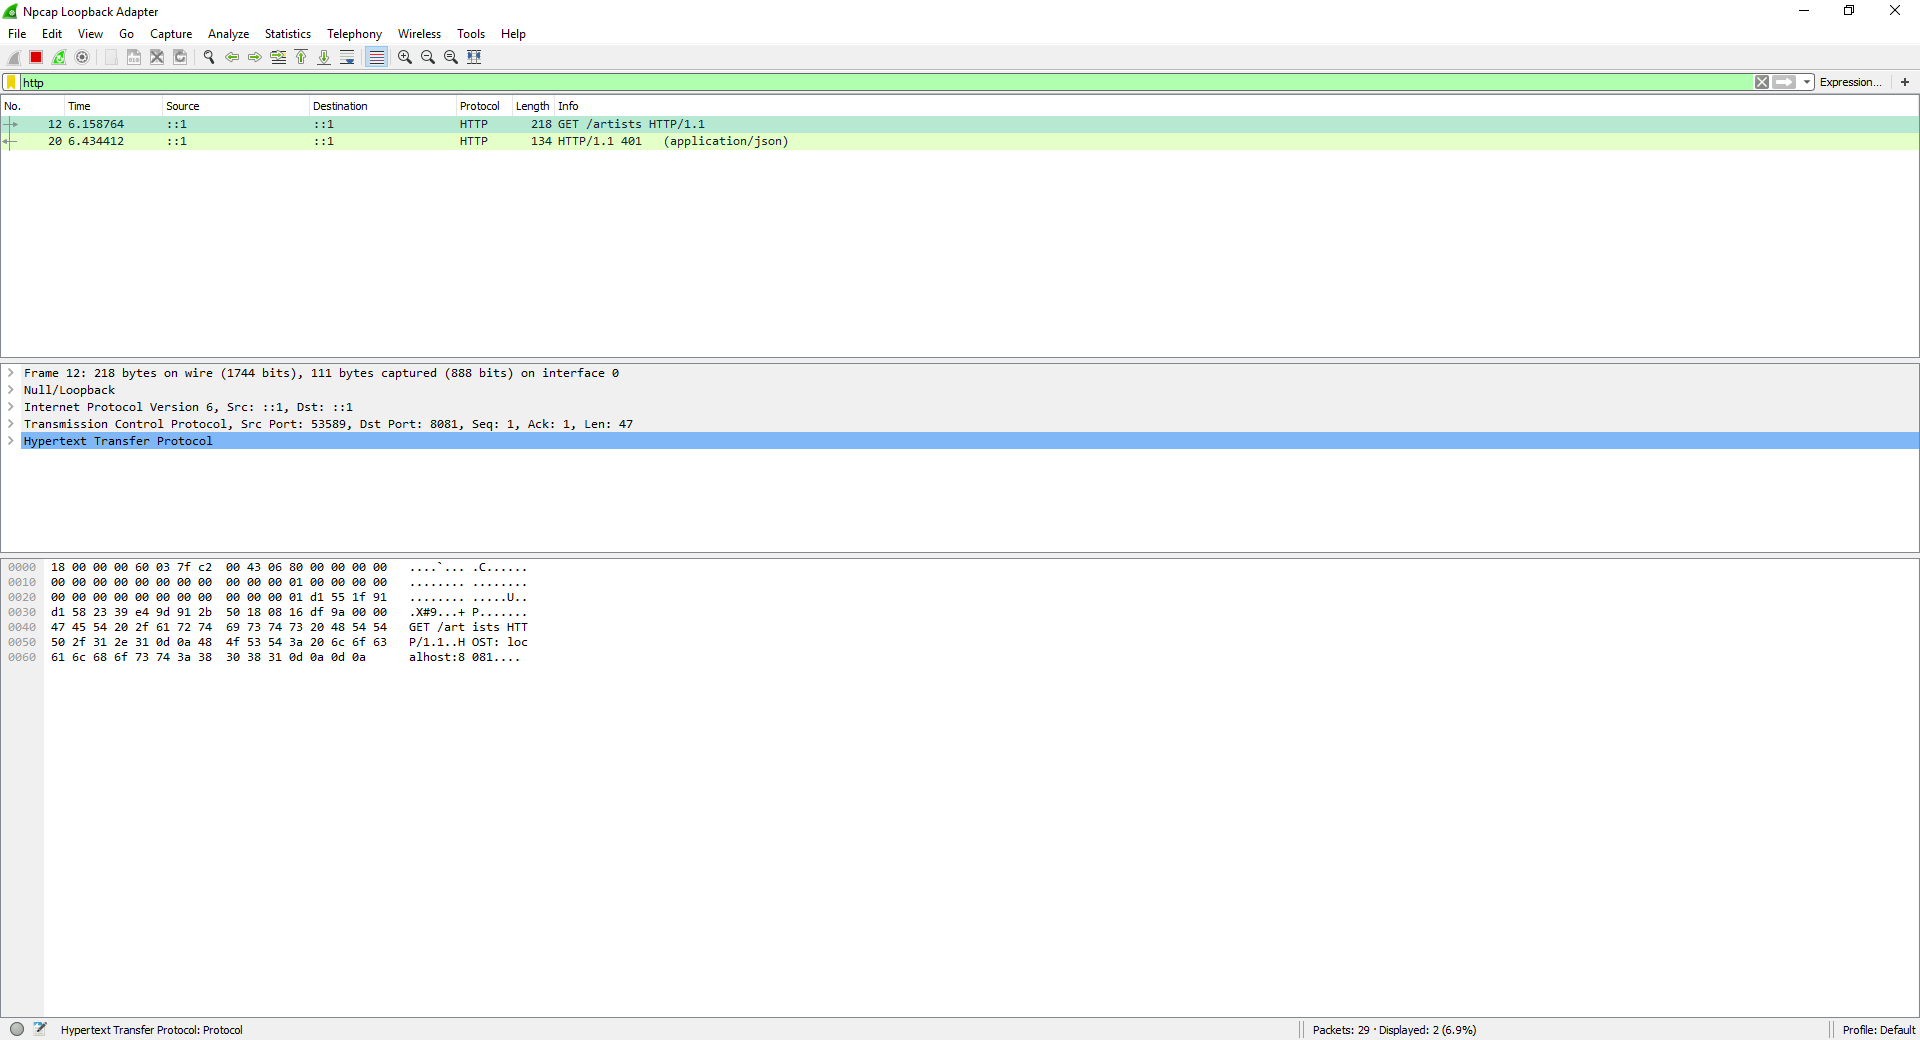 Npcap Loopback Adapter
File Edit View Go Capture Analyze Statistics Telephony Wireless Tools Help
http Expression... +
No. Time Source Destination Protocol Length Info
12 6.158764 ::1 ::1 HTTP 218 GET /artists HTTP/1.1
20 6.434412 ::1 ::1 HTTP 134 HTTP/1.1 401 (application/json)
Frame 12: 218 bytes on wire (1744 bits), 111 bytes captured (888 bits) on interface 0
Null/Loopback
Internet Protocol Version 6, Src: ::1, Dst: ::1
Transmission Control Protocol, Src Port: 53589, Dst Port: 8081, Seq: 1, Ack: 1, Len: 47
Hypertext Transfer Protocol
0000 18 00 00 00 60 03 7f c2 00 43 06 80 00 00 00 00 ....`... .C......
0010 00 00 00 00 00 00 00 00 00 00 00 01 00 00 00 00 ........ ........
0020 00 00 00 00 00 00 00 00 00 00 00 01 d1 55 1f 91 ........ .....U..
0030 d1 58 23 39 e4 9d 91 2b 50 18 08 16 df 9a 00 00 .X#9...+ P.......
0040 47 45 54 20 2f 61 72 74 69 73 74 73 20 48 54 54 GET /art ists HTT
0050 50 2f 31 2e 31 0d 0a 48 4f 53 54 3a 20 6c 6f 63 P/1.1..H OST: loc
0060 61 6c 68 6f 73 74 3a 38 30 38 31 0d 0a 0d 0a alhost:8 081....
Hypertext Transfer Protocol: Protocol Packets: 29 · Displayed: 2 (6.9%) Profile: Default